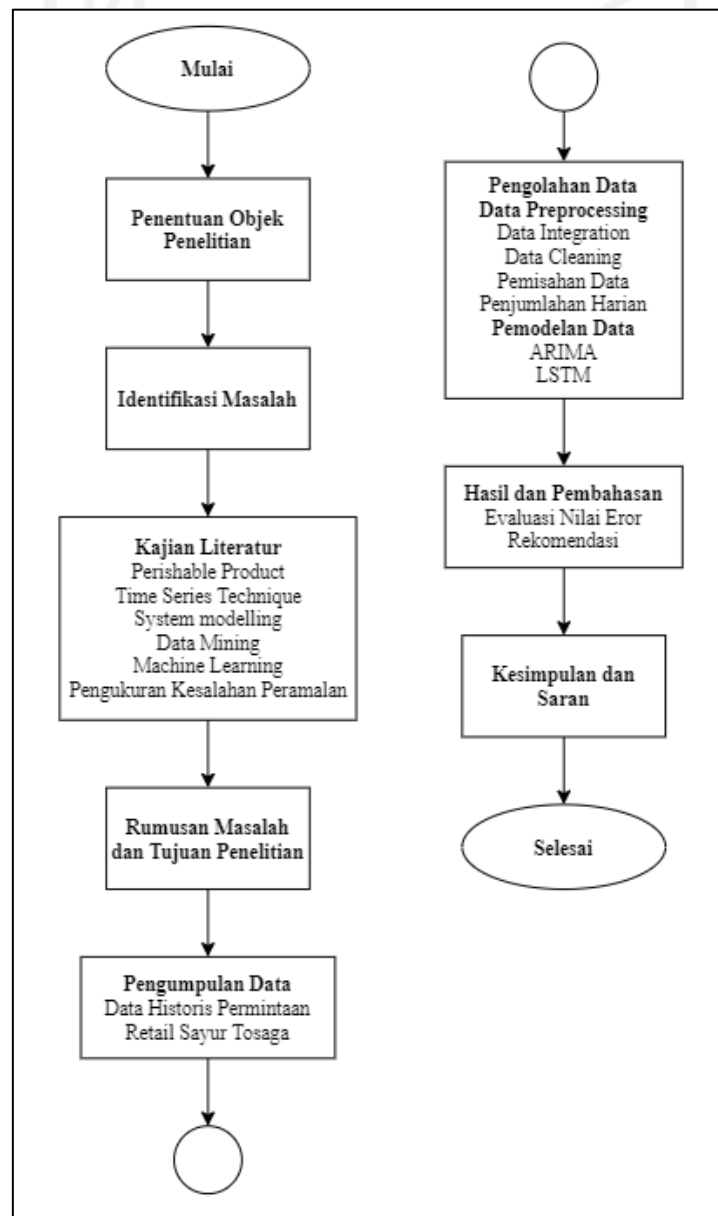 Mulai
Penentuan Objek
Penelitian
Identifikasi Masalah
Kajian Literatur
Perishable Product
Time Series Technique
System modelling
Data Mining
Machine Learning
Pengukuran Kesalahan Peramalan
Rumusan Masalah
dan Tujuan Penelitian
Pengumpulan Data
Data Historis Permintaan
Retail Sayur Tosaga
Pengolahan Data
Data Preprocessing
Data Integration
Data Cleaning
Pemisahan Data
Penjumlahan Harian
Pemodelan Data
ARIMA
LSTM
Hasil dan Pembahasan
Evaluasi Nilai Eror
Rekomendasi
Kesimpulan dan
Saran
Selesai